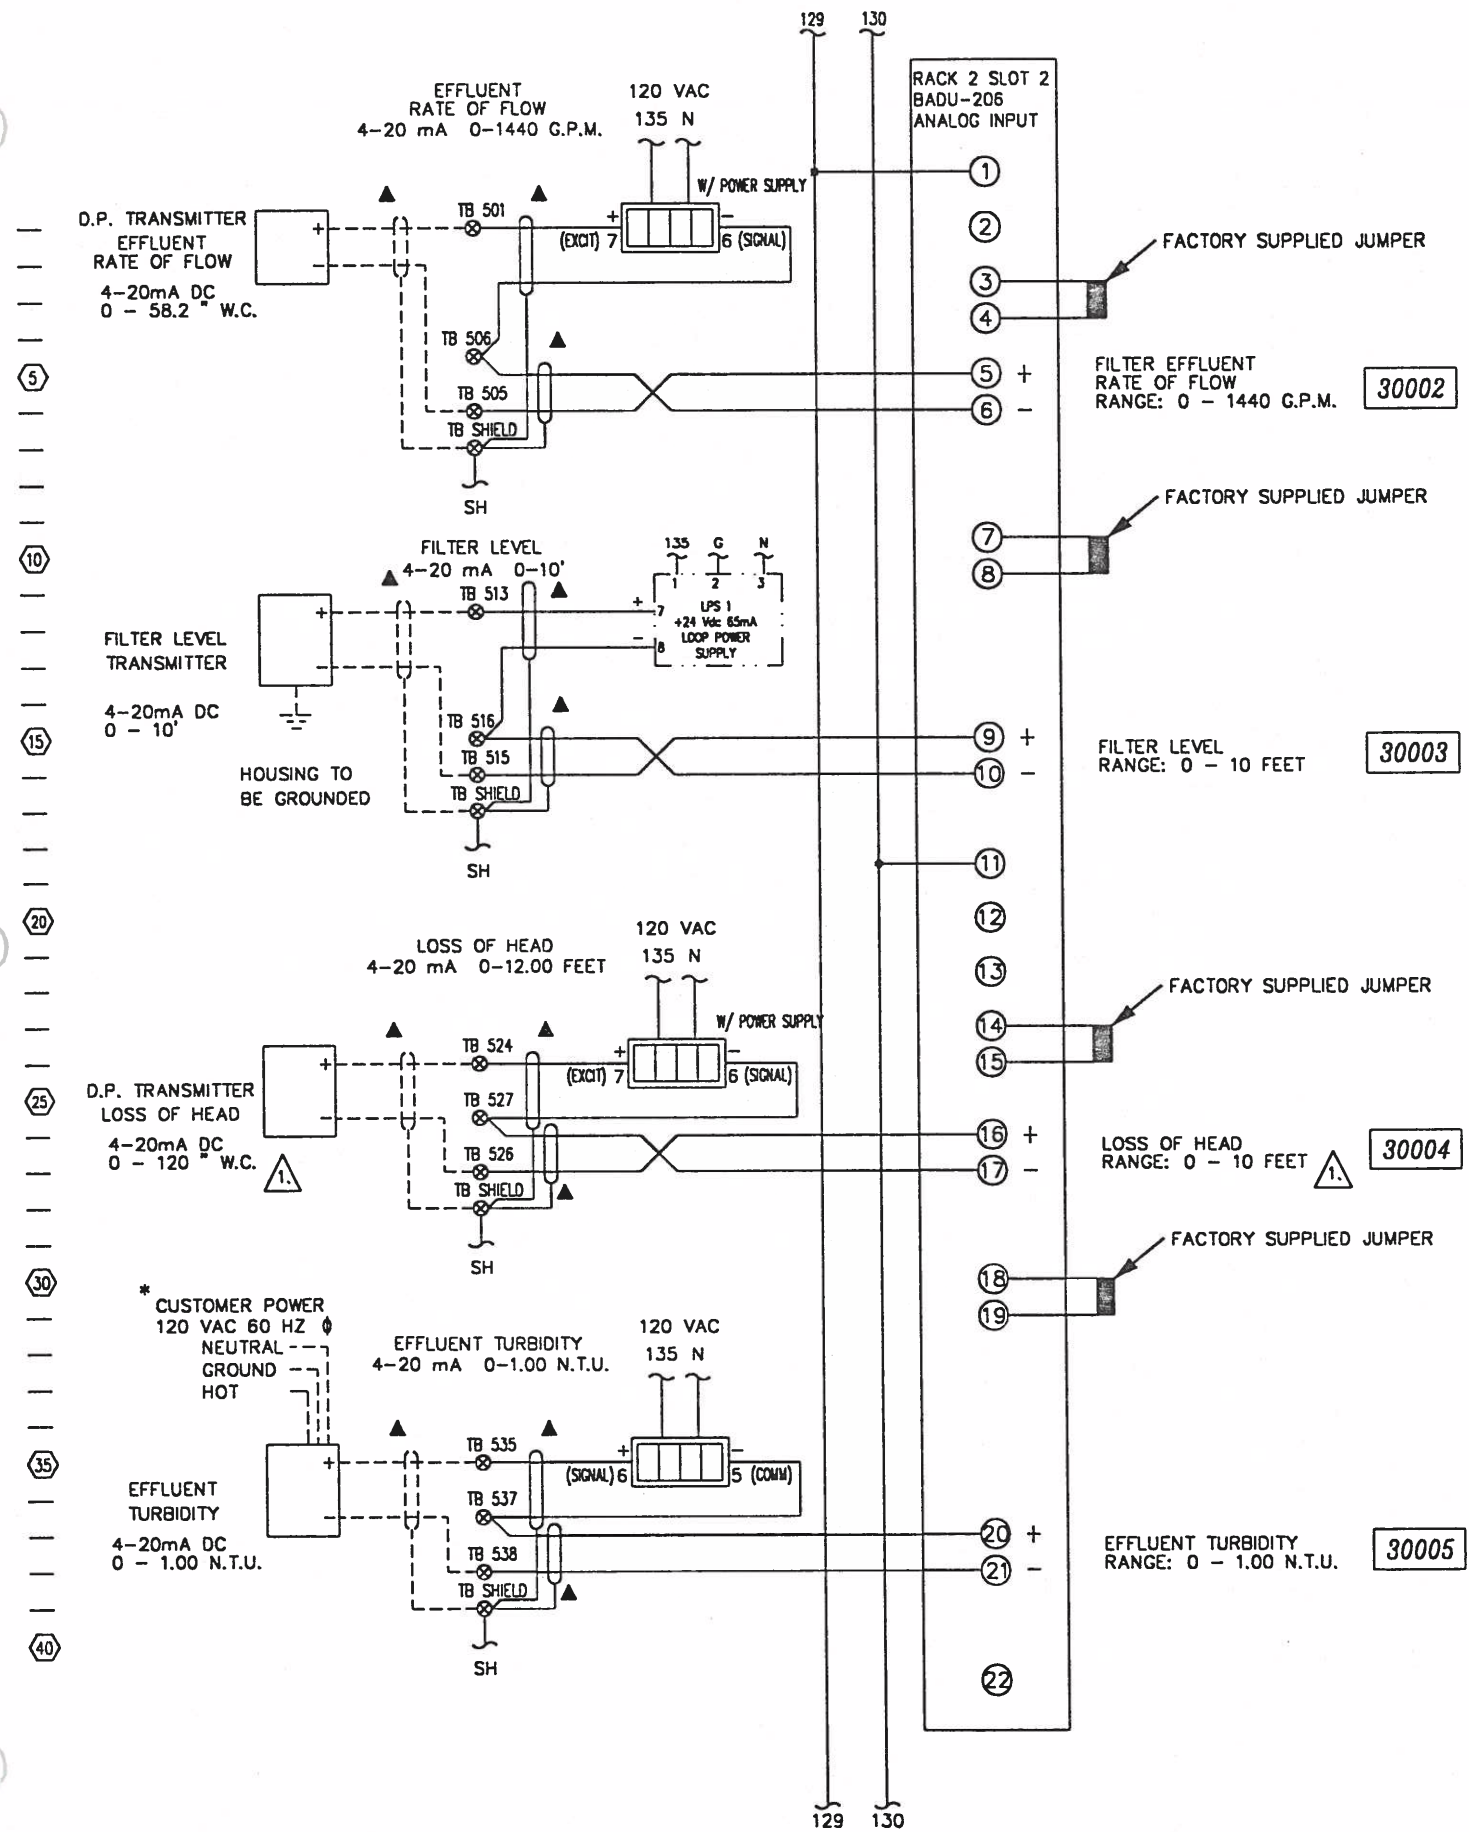 129 130
RACK 2 SLOT 2
BADU-206
ANALOG INPUT
EFFLUENT
RATE OF FLOW
4-20 mA 0-1440 G.P.M.
120 VAC
135 N
W/ POWER SUPPLY
1
D.P. TRANSMITTER
EFFLUENT
RATE OF FLOW
4-20mA DC
0 - 58.2 " W.C.
+
-
TB 501
+
(EXCIT) 7
-
6 (SIGNAL)
2
FACTORY SUPPLIED JUMPER
3
4
TB 506
5
5 +
6 -
FILTER EFFLUENT
RATE OF FLOW
RANGE: 0 - 1440 G.P.M.
30002
TB 505
TB SHIELD
SH
FACTORY SUPPLIED JUMPER
7
8
10
FILTER LEVEL
4-20 mA 0-10'
135 G N
1 2 3
LPS 1
+24 Vdc 65mA
LOOP POWER
SUPPLY
+ 7
- 8
TB 513
FILTER LEVEL
TRANSMITTER
4-20mA DC
0 - 10'
+
-
HOUSING TO
BE GROUNDED
15
TB 516
TB 515
TB SHIELD
SH
9 +
10 -
FILTER LEVEL
RANGE: 0 - 10 FEET
30003
11
12
13
20
LOSS OF HEAD
4-20 mA 0-12.00 FEET
120 VAC
135 N
W/ POWER SUPPLY
FACTORY SUPPLIED JUMPER
14
15
25
D.P. TRANSMITTER
LOSS OF HEAD
4-20mA DC
0 - 120 " W.C.
1.
+
-
TB 524
+
(EXCIT) 7
-
6 (SIGNAL)
TB 527
TB 526
TB SHIELD
SH
16 +
17 -
LOSS OF HEAD
RANGE: 0 - 10 FEET
1.
30004
FACTORY SUPPLIED JUMPER
18
19
30
*
CUSTOMER POWER
120 VAC 60 HZ ϕ
NEUTRAL
GROUND
HOT
EFFLUENT TURBIDITY
4-20 mA 0-1.00 N.T.U.
120 VAC
135 N
35
EFFLUENT
TURBIDITY
4-20mA DC
0 - 1.00 N.T.U.
+
-
TB 535
+
(SIGNAL) 6
-
5 (COMM)
TB 537
TB 538
TB SHIELD
SH
20 +
21 -
EFFLUENT TURBIDITY
RANGE: 0 - 1.00 N.T.U.
30005
40
22
129 130